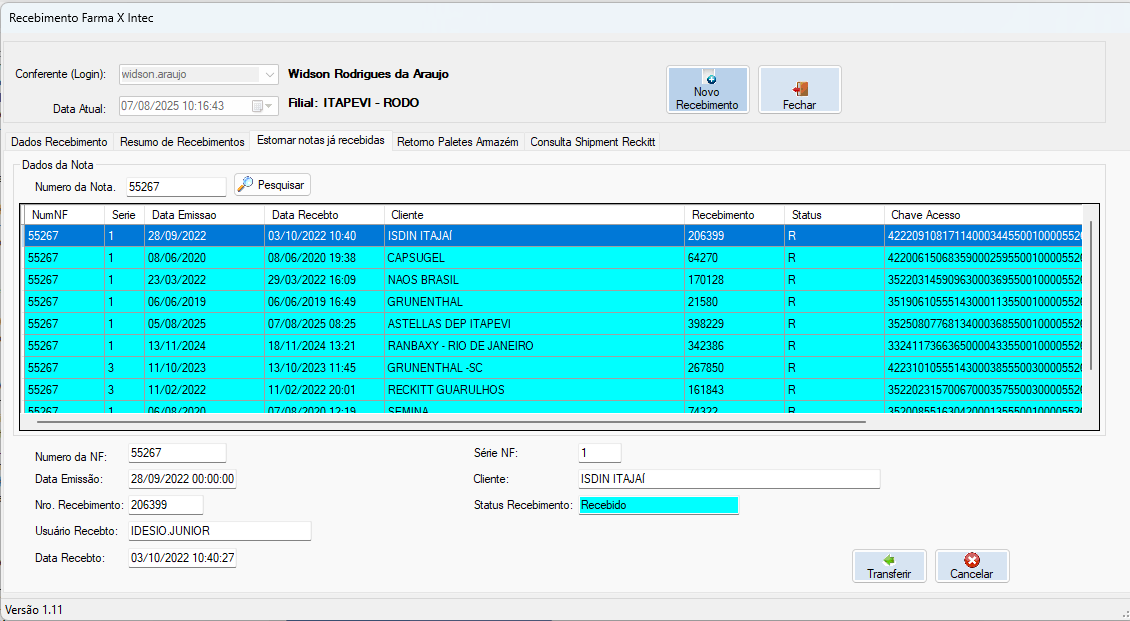 Recebimento Farma X Intec
Conferente (Login): widson.araujo Widson Rodrigues da Araujo
Data Atual: 07/08/2025 10:16:43 Filial: ITAPEVI - RODO
Novo Recebimento
Fechar
Dados Recebimento Resumo de Recebimentos Estornar notas já recebidas Retorno Paletes Armazém Consulta Shipment Reckitt
Dados da Nota
Numero da Nota. 55267 Pesquisar
NumNF Serie Data Emissao Data Recebto Cliente Recebimento Status Chave Acesso
55267 1 28/09/2022 03/10/2022 10:40 ISDIN ITAJAÍ 206399 R
55267 1 08/06/2020 08/06/2020 19:38 CAPSUGEL 64270 R
55267 1 23/03/2022 29/03/2022 16:09 NAOS BRASIL 170128 R
55267 1 06/06/2019 06/06/2019 16:49 GRUNENTHAL 21580 R
55267 1 05/08/2025 07/08/2025 08:25 ASTELLAS DEP ITAPEVI 398229 R
55267 1 13/11/2024 18/11/2024 13:21 RANBAXY - RIO DE JANEIRO 342386 R
55267 3 11/10/2023 13/10/2023 11:45 GRUNENTHAL -SC 267850 R
55267 3 11/02/2022 11/02/2022 20:01 RECKITT GUARULHOS 161843 R
55267 1 06/08/2020 07/08/2020 12:19 SEMINA 74322 R
Numero da NF: 55267 Série NF: 1
Data Emissão: 28/09/2022 00:00:00 Cliente: ISDIN ITAJAÍ
Nro. Recebimento: 206399 Status Recebimento: Recebido
Usuário Recebto: IDESIO.JUNIOR
Data Recebto: 03/10/2022 10:40:27
Transferir Cancelar
Versão 1.11